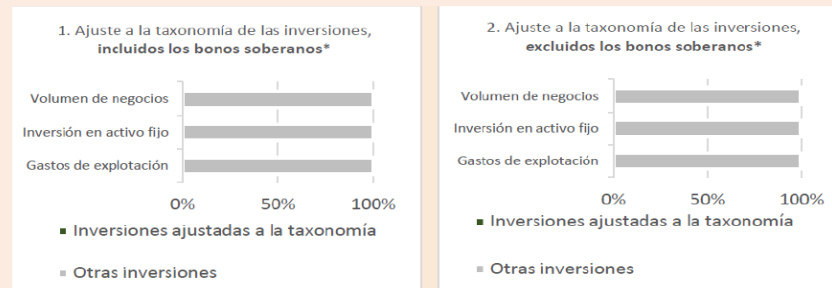 1. Ajuste a la taxonomía de las inversiones,
incluidos los bonos soberanos*
Volumen de negocios
Inversión en activo fijo
Gastos de explotación
0% 50% 100%
Inversiones ajustadas a la taxonomía
Otras inversiones
2. Ajuste a la taxonomía de las inversiones,
excluidos los bonos soberanos*
Volumen de negocios
Inversión en activo fijo
Gastos de explotación
0% 50% 100%
Inversiones ajustadas a la taxonomía
Otras inversiones